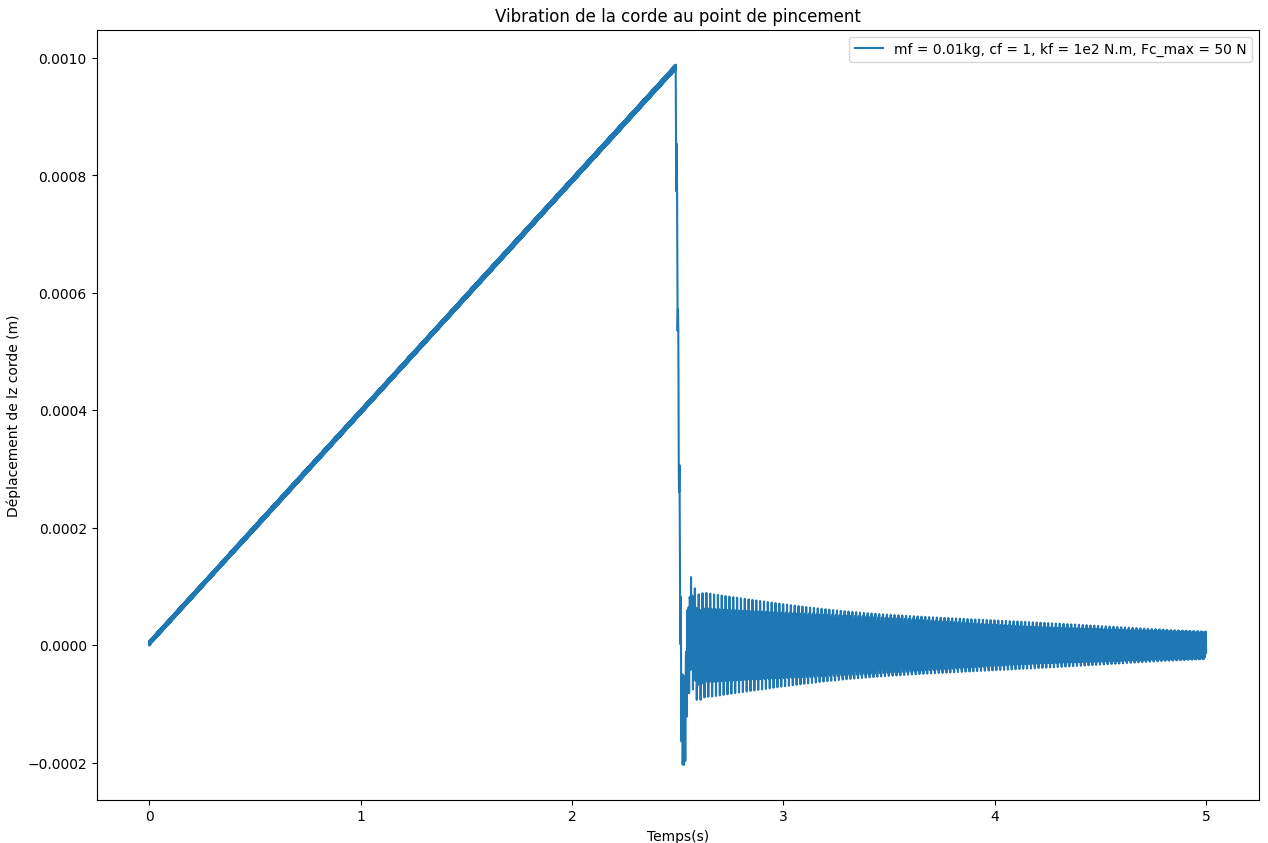 Vibration de la corde au point de pincement
mf = 0.01kg, cf = 1, kf = 1e2 N.m, Fc_max = 50 N
Déplacement de lz corde (m)
0.0010
0.0008
0.0006
0.0004
0.0002
0.0000
−0.0002
0 1 2 3 4 5
Temps(s)